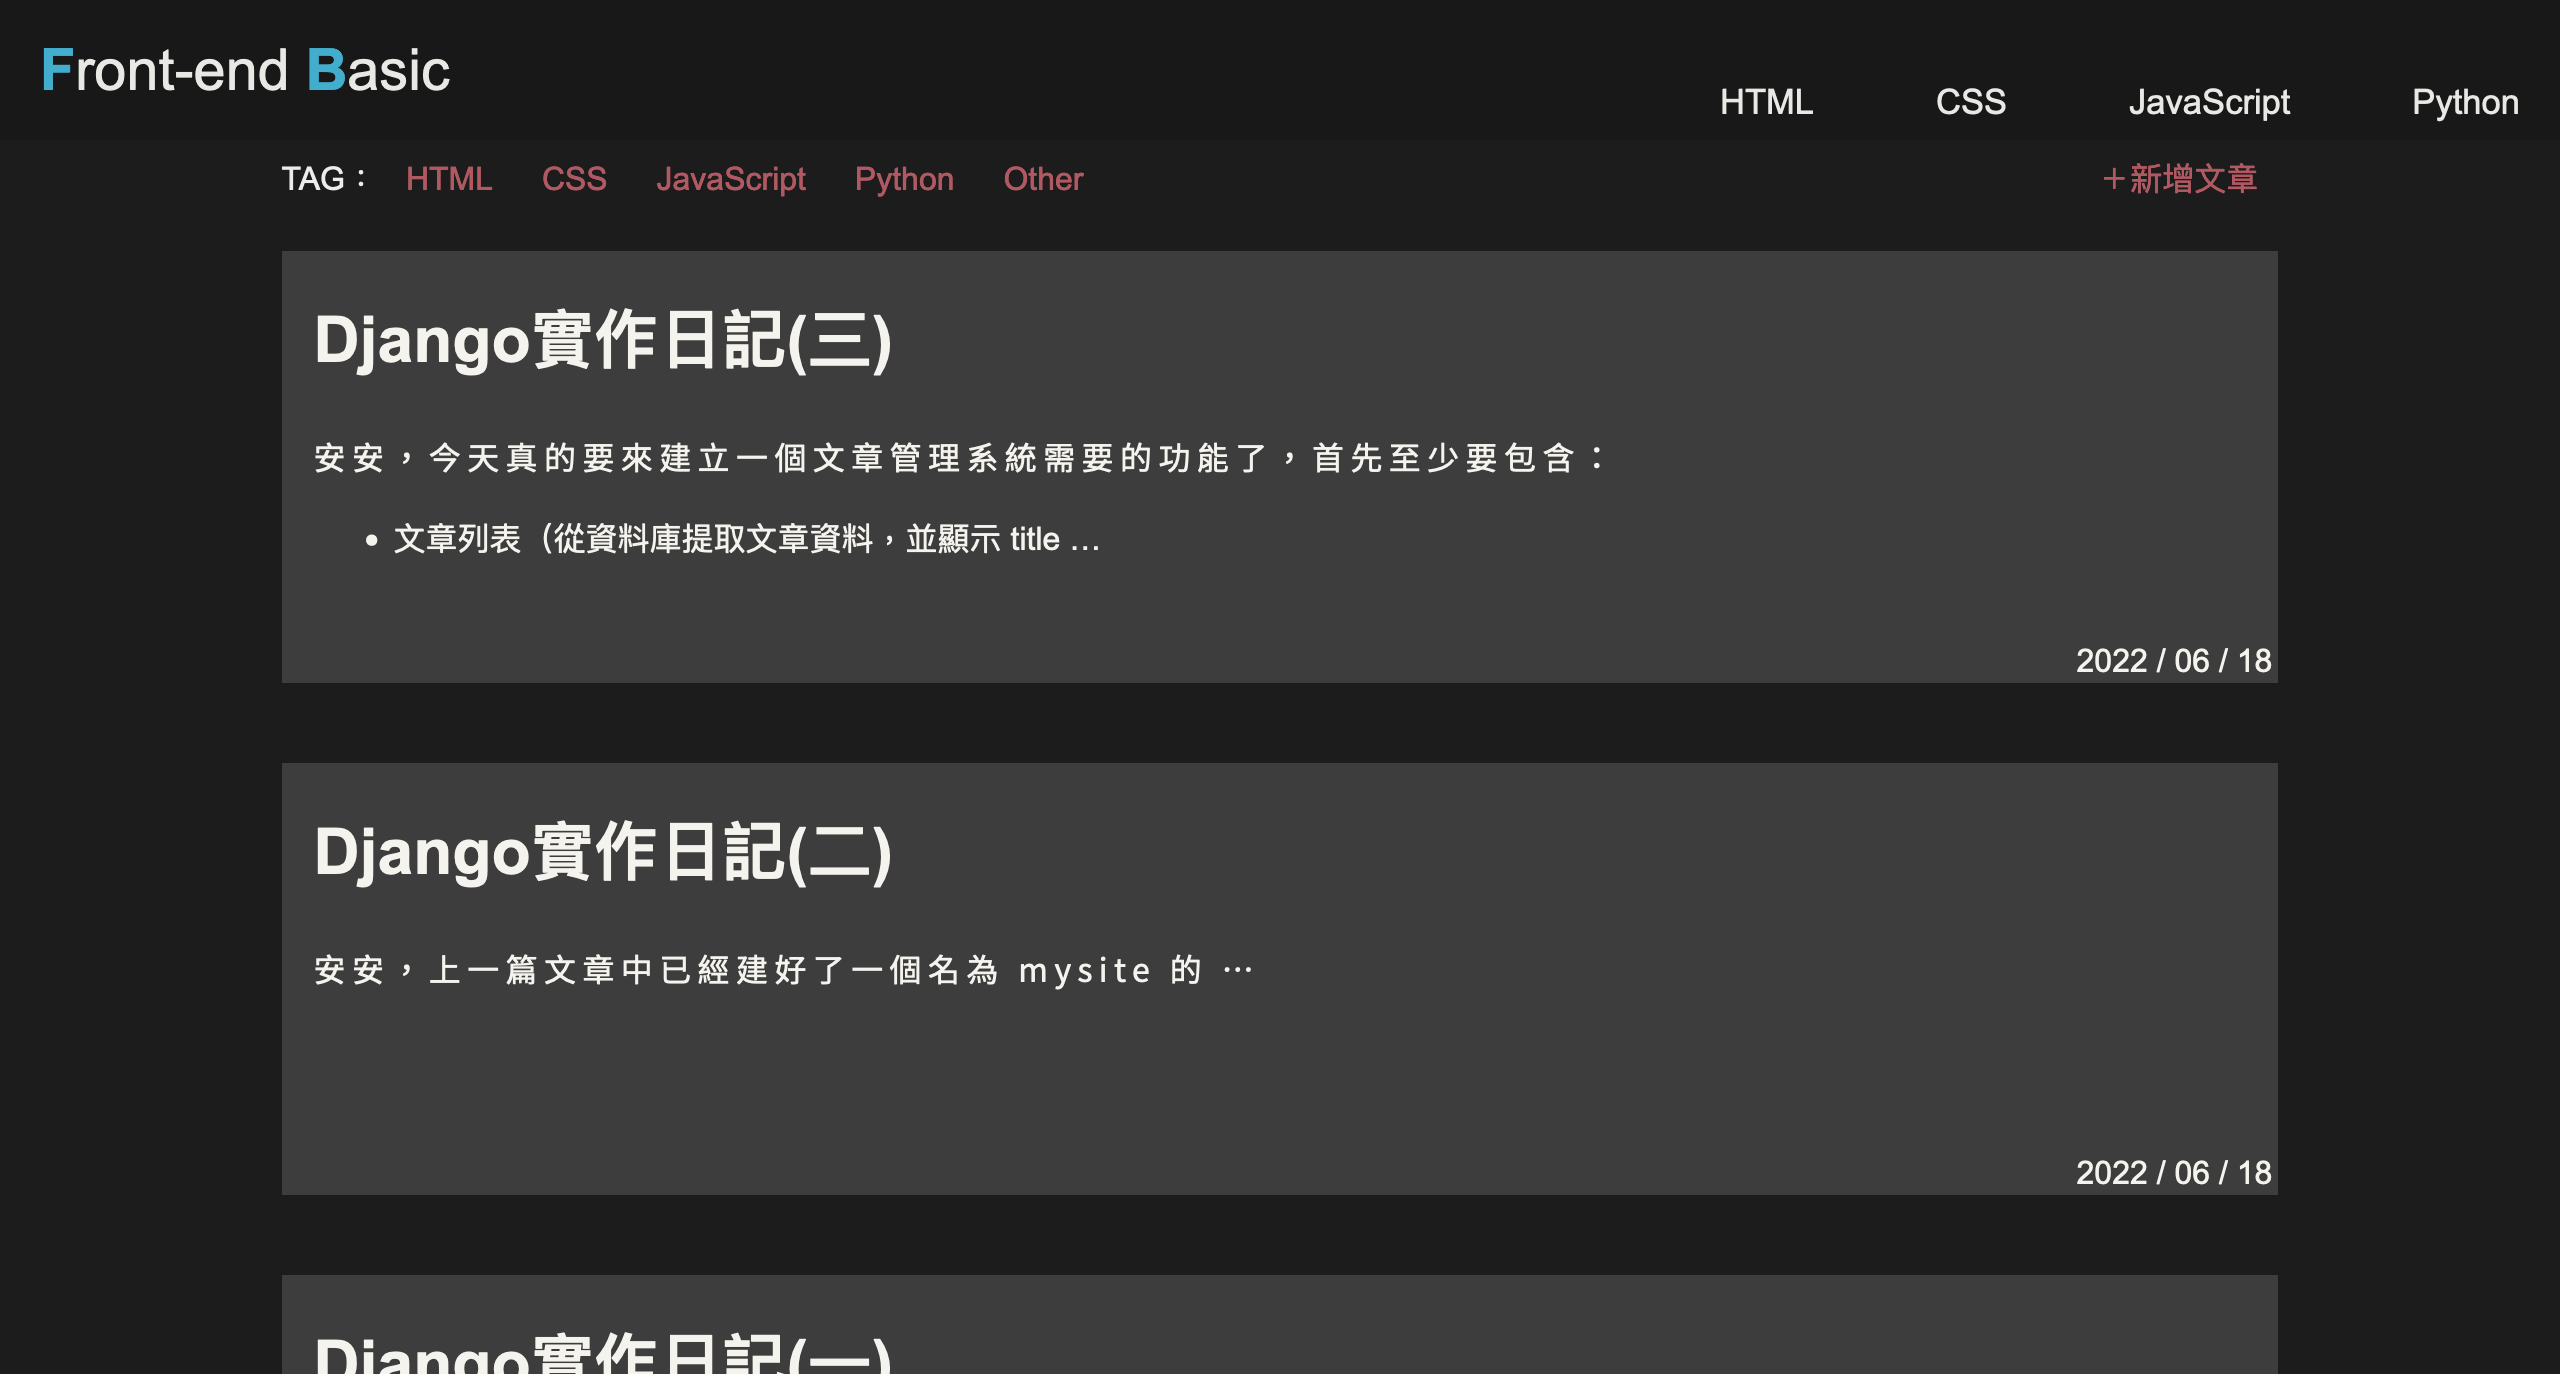 Front-end Basic
HTML CSS JavaScript Python
TAG： HTML CSS JavaScript Python Other ＋新增文章
Django實作日記(三)
安安，今天真的要來建立一個文章管理系統需要的功能了，首先至少要包含：
• 文章列表（從資料庫提取文章資料，並顯示 title …
2022 / 06 / 18
Django實作日記(二)
安安，上一篇文章中已經建好了一個名為 mysite 的 …
2022 / 06 / 18
Django實作日記(一)